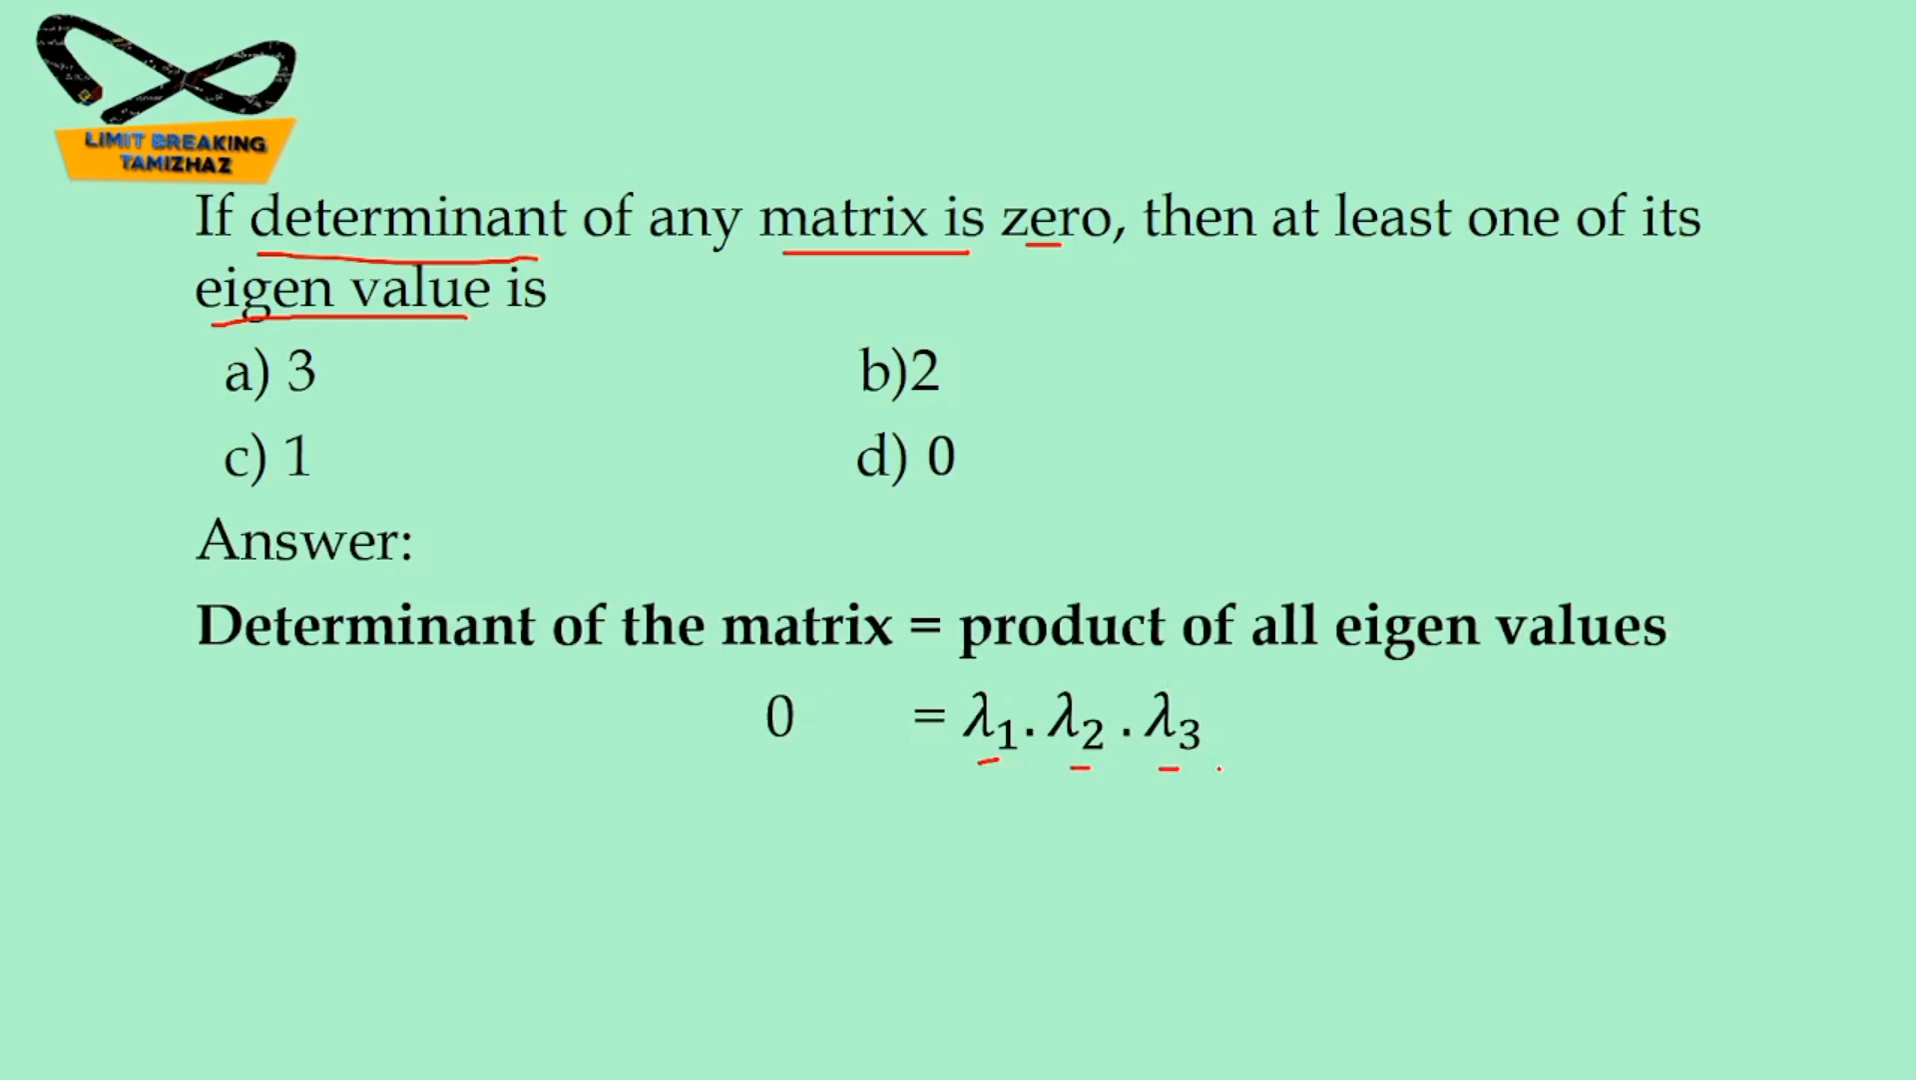 LIMIT BREAKING
TAMIZHAZ
If determinant of any matrix is zero, then at least one of its
eigen value is
a) 3 b)2
c) 1 d) 0
Answer:
Determinant of the matrix = product of all eigen values
0 = λ₁. λ₂ . λ₃